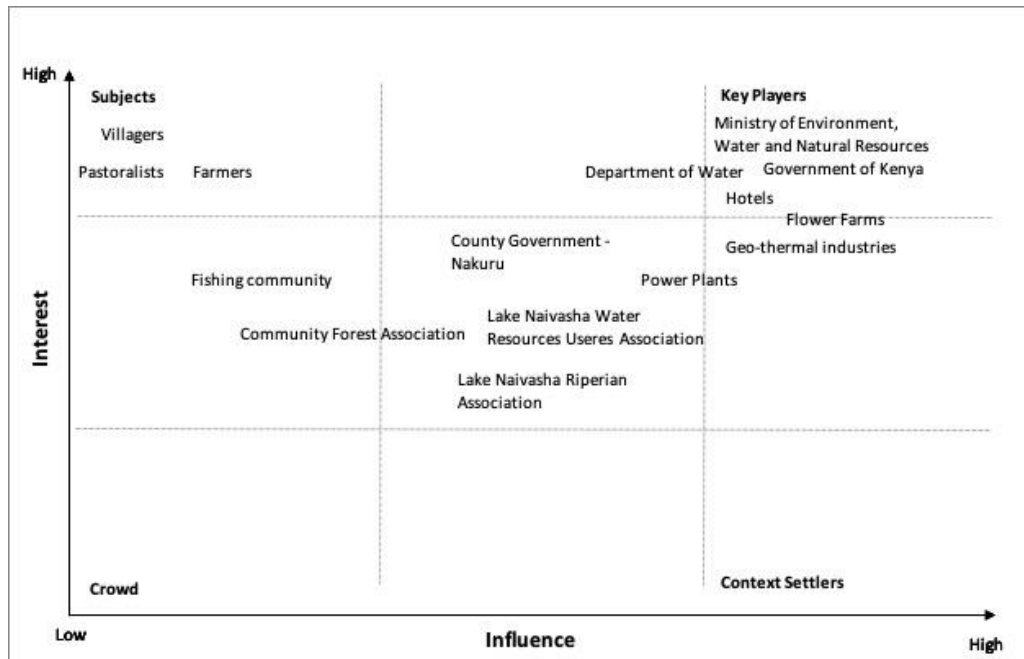 High
Subjects
Key Players
Villagers
Ministry of Environment,
Water and Natural Resources
Pastoralists
Farmers
Department of Water
Government of Kenya
Hotels
Flower Farms
County Government -
Nakuru
Geo-thermal industries
Fishing community
Power Plants
Community Forest Association
Lake Naivasha Water
Resources Useres Association
Lake Naivasha Riperian
Association
Interest
Crowd
Context Settlers
Low
Influence
High